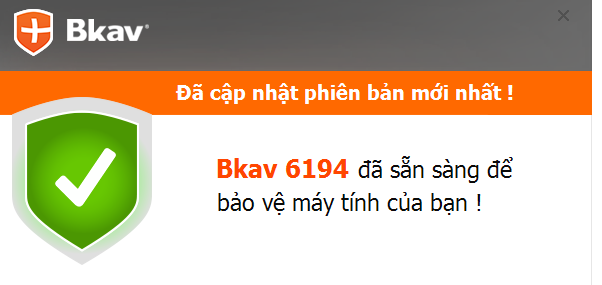 Bkav®
Đã cập nhật phiên bản mới nhất !
Bkav 6194 đã sẵn sàng để
bảo vệ máy tính của bạn !